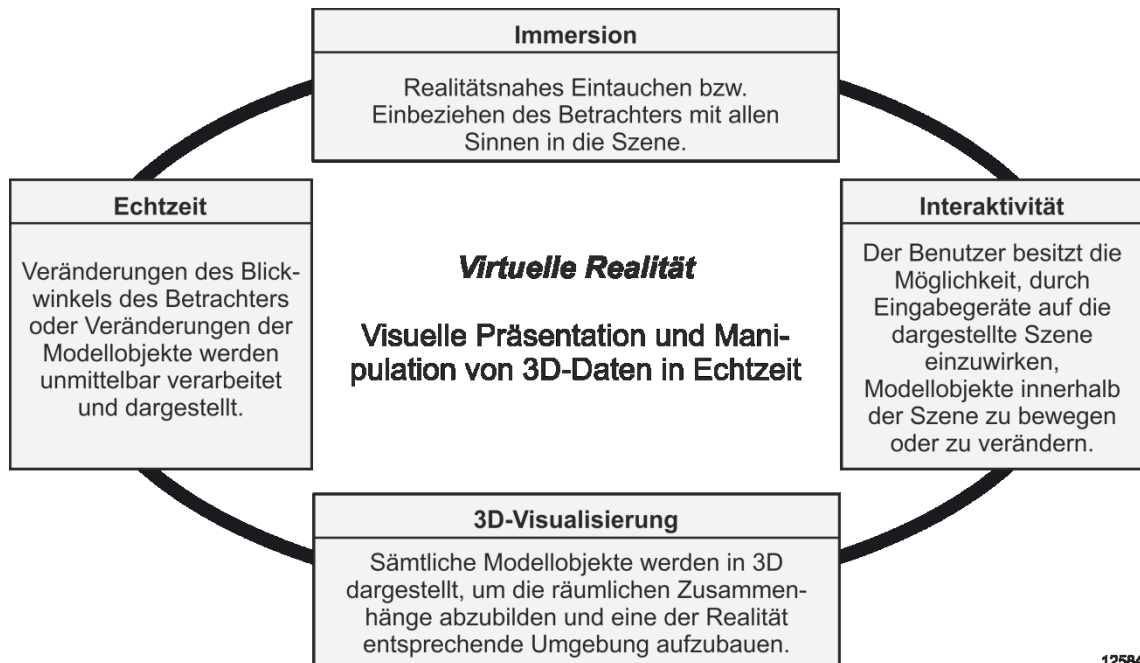 Immersion
Realitätsnahes Eintauchen bzw.
Einbeziehen des Betrachters mit allen
Sinnen in die Szene.
Echtzeit
Veränderungen des Blick-
winkels des Betrachters
oder Veränderungen der
Modellobjekte werden
unmittelbar verarbeitet
und dargestellt.
Virtuelle Realität
Visuelle Präsentation und Mani-
pulation von 3D-Daten in Echtzeit
Interaktivität
Der Benutzer besitzt die
Möglichkeit, durch
Eingabegeräte auf die
dargestellte Szene
einzuwirken,
Modellobjekte innerhalb
der Szene zu bewegen
oder zu verändern.
3D-Visualisierung
Sämtliche Modellobjekte werden in 3D
dargestellt, um die räumlichen Zusammen-
hänge abzubilden und eine der Realität
entsprechende Umgebung aufzubauen.
12584